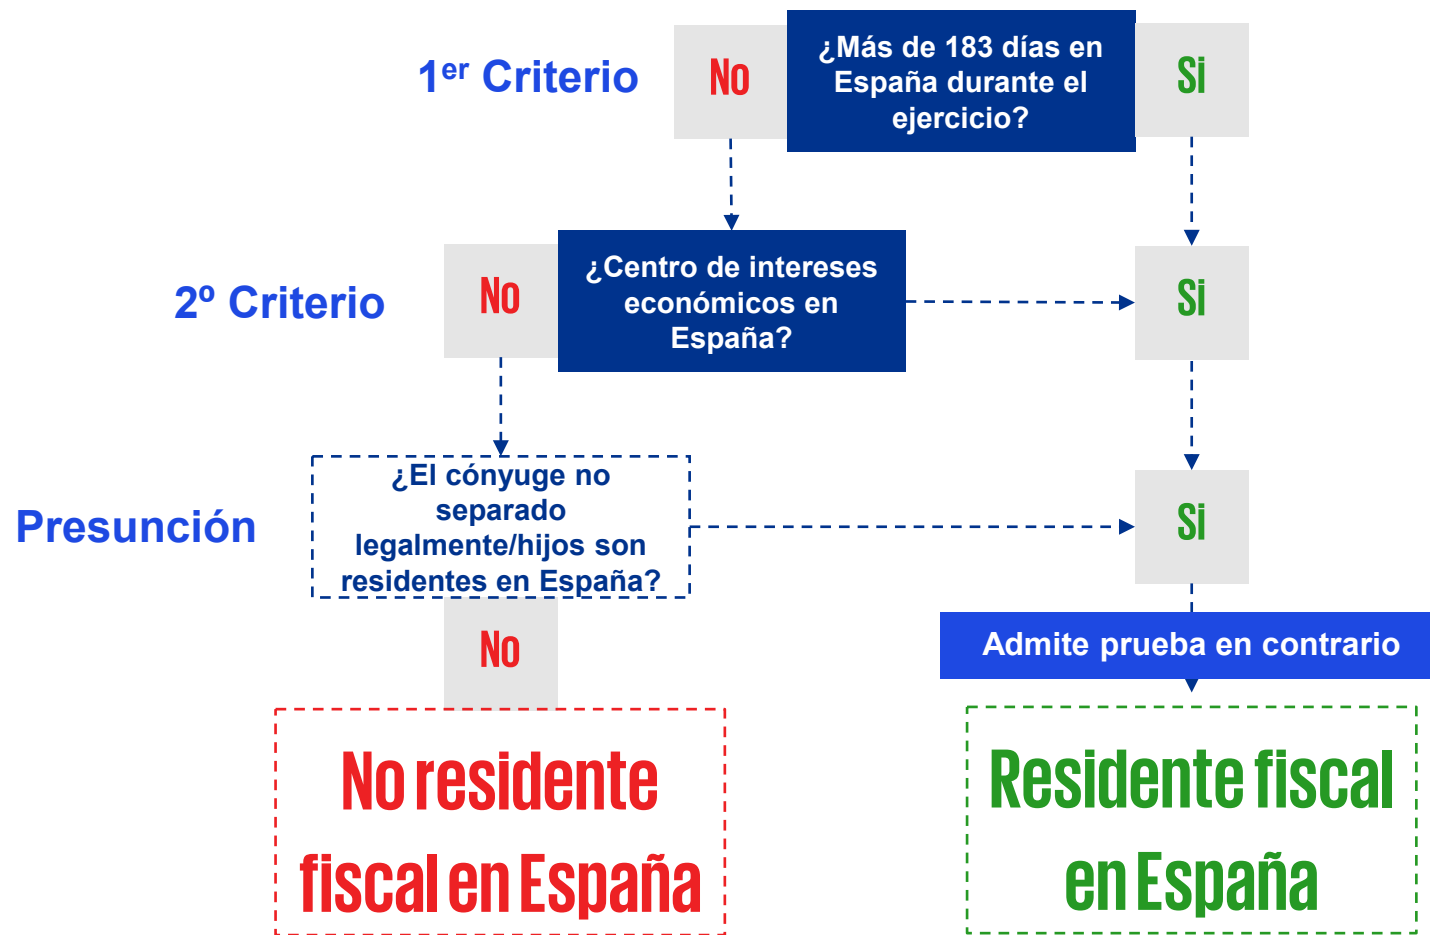 1er Criterio
No
¿Más de 183 días en
España durante el
ejercicio?
Si
2º Criterio
No
¿Centro de intereses
económicos en
España?
Si
Presunción
¿El cónyuge no
separado
legalmente/hijos son
residentes en España?
Si
No
Admite prueba en contrario
No residente
fiscal en España
Residente fiscal
en España